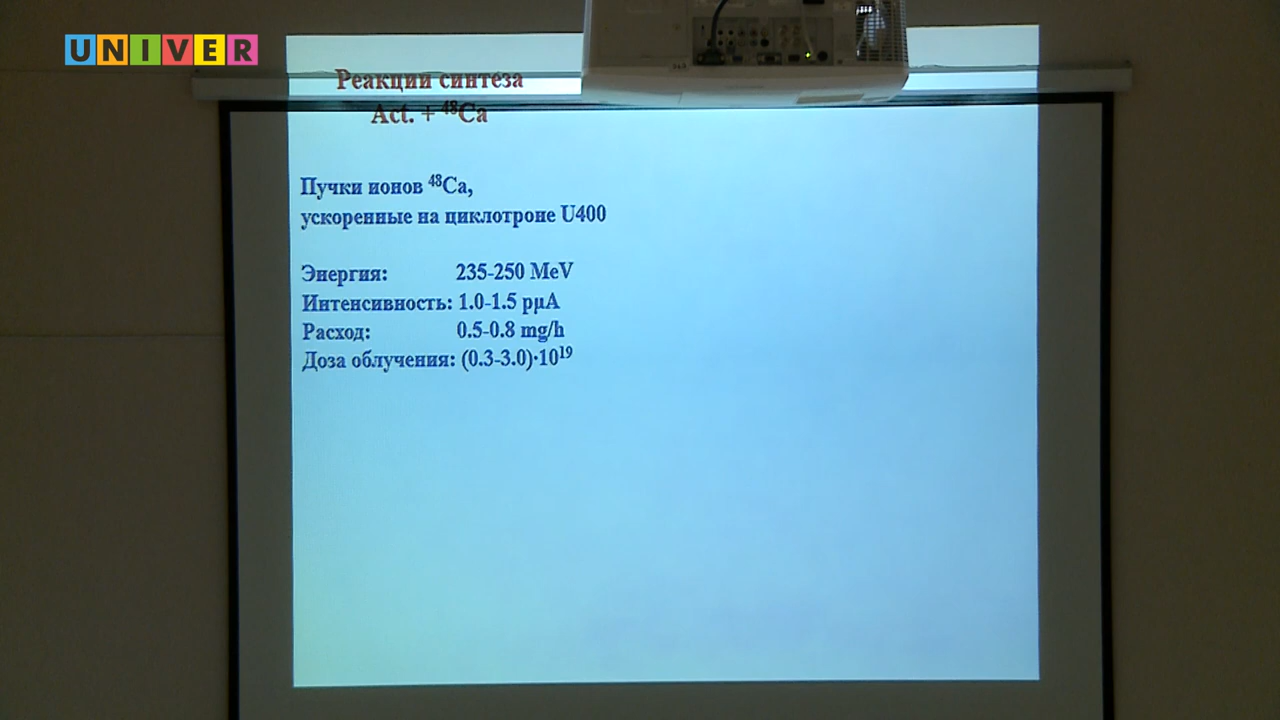 UNIVER
Реакции синтеза
Act. + ⁴⁸Ca
Пучки ионов ⁴⁸Ca,
ускоренные на циклотроне U400
Энергия: 235-250 MeV
Интенсивность: 1.0-1.5 pμA
Расход: 0.5-0.8 mg/h
Доза облучения: (0.3-3.0)·10¹⁹